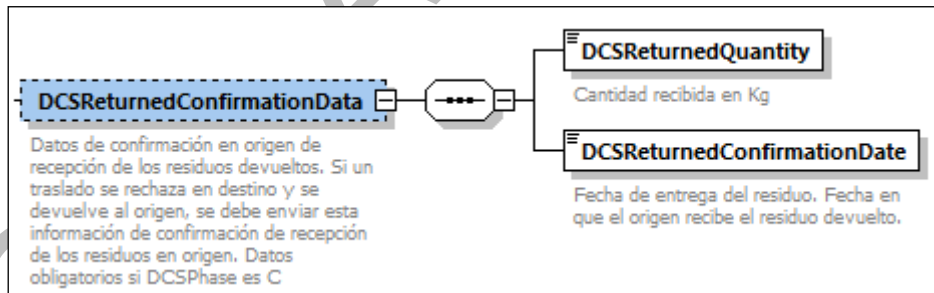 DCSReturnedQuantity
Cantidad recibida en Kg
DCSReturnedConfirmationData
Datos de confirmación en origen de
recepción de los residuos devueltos. Si un
traslado se rechaza en destino y se
devuelve al origen, se debe enviar esta
información de confirmación de recepción
de los residuos en origen. Datos
obligatorios si DCSPhase es C
DCSReturnedConfirmationDate
Fecha de entrega del residuo. Fecha en
que el origen recibe el residuo devuelto.